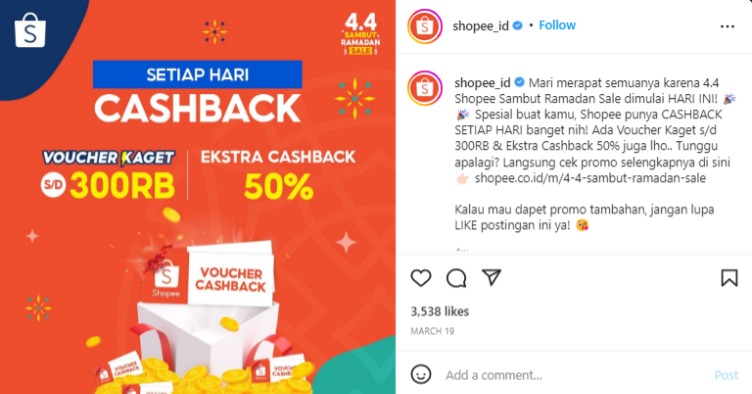 4.4
SAMBUT
RAMADAN
SALE
SETIAP HARI
CASHBACK
VOUCHER KAGET
S/D 300RB
EKSTRA CASHBACK
50%
Shopee
VOUCHER
CASHBACK
shopee_id • Follow
shopee_id Mari merapat semuanya karena 4.4
Shopee Sambut Ramadan Sale dimulai HARI INI! 🎉
🎉 Spesial buat kamu, Shopee punya CASHBACK
SETIAP HARI banget nih! Ada Voucher Kaget s/d
300RB & Ekstra Cashback 50% juga lho.. Tunggu
apalagi? Langsung cek promo selengkapnya di sini
👉🏻 shopee.co.id/m/4-4-sambut-ramadan-sale
Kalau mau dapet promo tambahan, jangan lupa
LIKE postingan ini ya! 😘
3,538 likes
MARCH 19
Add a comment...
Post